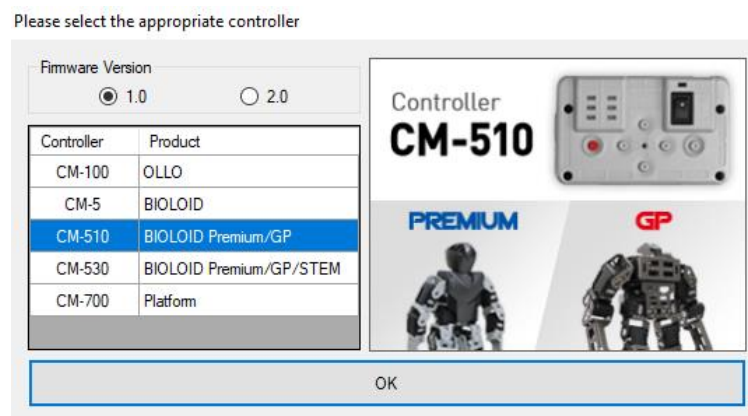 Please select the appropriate controller
Firmware Version
1.0 2.0
Controller Product
CM-100 OLLO
CM-5 BIOLOID
CM-510 BIOLOID Premium/GP
CM-530 BIOLOID Premium/GP/STEM
CM-700 Platform
Controller
CM-510
PREMIUM GP
OK